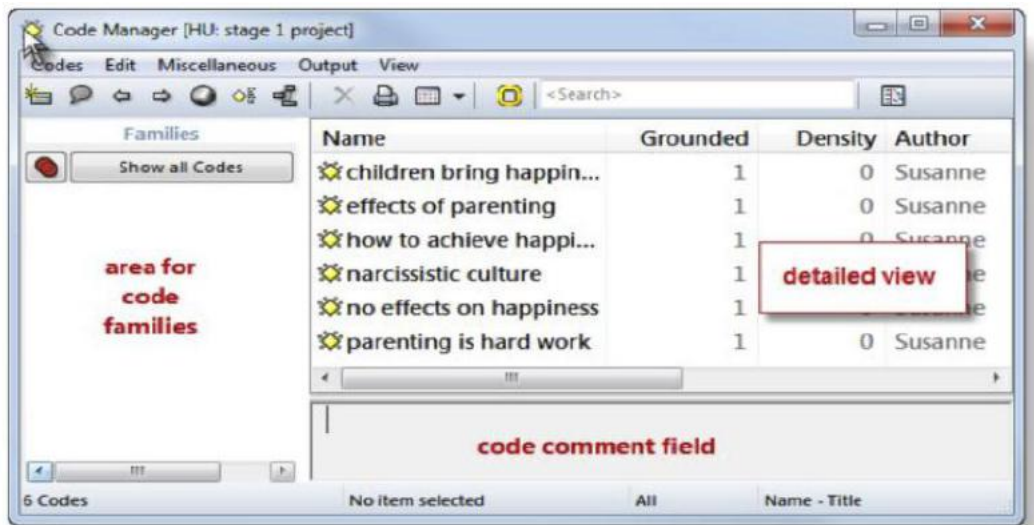 Code Manager [HU: stage 1 project]
Codes Edit Miscellaneous Output View
<Search>
Families
Show all Codes
area for
code
families
Name Grounded Density Author
children bring happin... 1 0 Susanne
effects of parenting 1 0 Susanne
how to achieve happi... 1 0 Susanne
narcissistic culture 1
no effects on happiness 1
parenting is hard work 1 0 Susanne
detailed view
code comment field
6 Codes No item selected All Name - Title